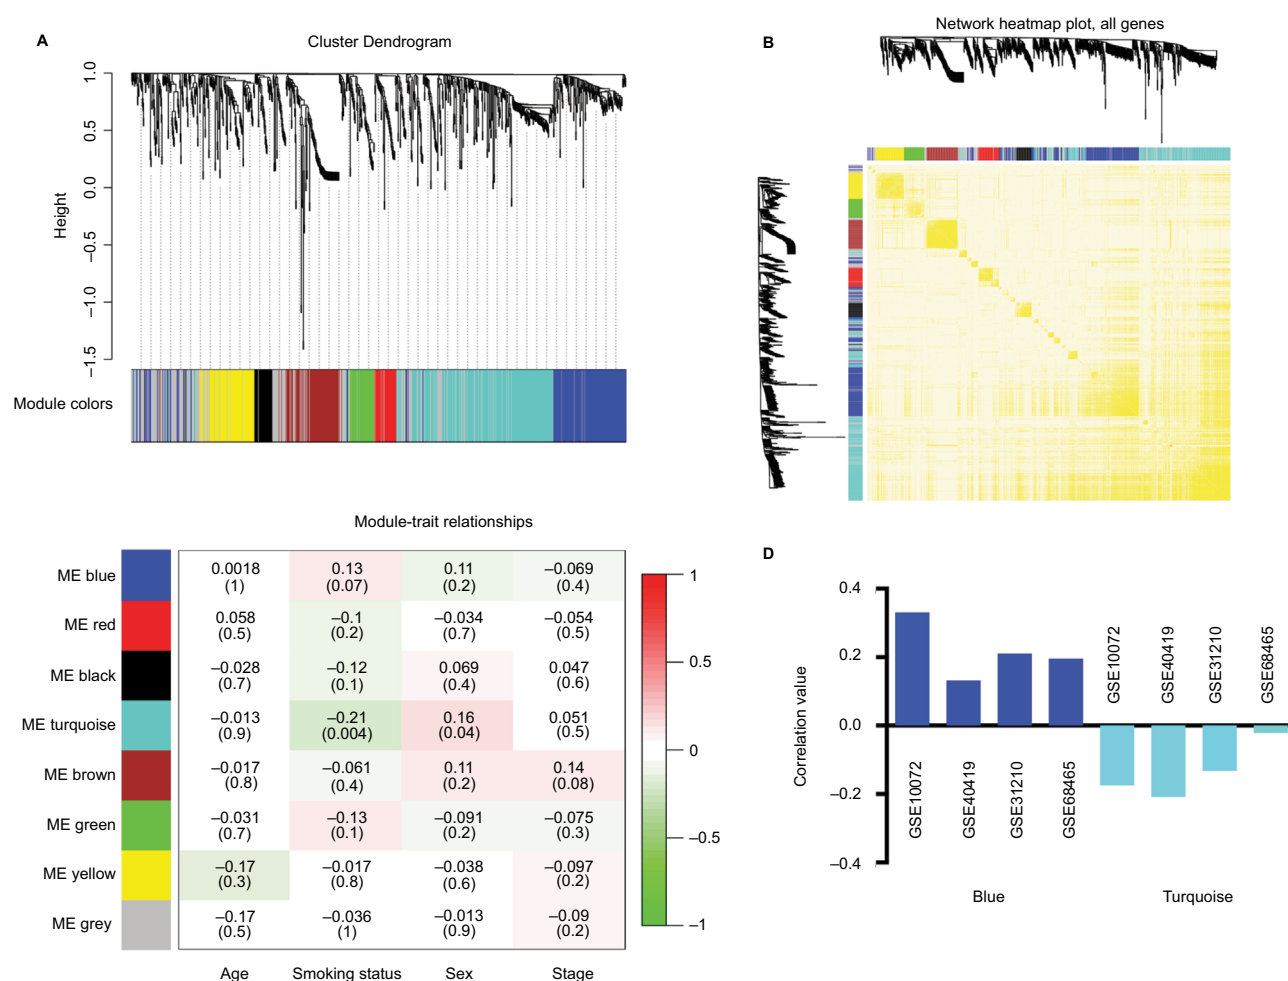 A
Cluster Dendrogram
1.0
0.5
0.0
–0.5
–1.0
–1.5
Height
Module colors
B
Network heatmap plot, all genes
Module-trait relationships
ME blue
0.0018 0.13 0.11 –0.069
(1) (0.07) (0.2) (0.4)
ME red
0.058 –0.1 –0.034 –0.054
(0.5) (0.2) (0.7) (0.5)
ME black
–0.028 –0.12 0.069 0.047
(0.7) (0.1) (0.4) (0.6)
ME turquoise
–0.013 –0.21 0.16 0.051
(0.9) (0.004) (0.04) (0.5)
ME brown
–0.017 –0.061 0.11 0.14
(0.8) (0.4) (0.2) (0.08)
ME green
–0.031 –0.13 –0.091 –0.075
(0.7) (0.1) (0.2) (0.3)
ME yellow
–0.17 –0.017 –0.038 –0.097
(0.3) (0.8) (0.6) (0.2)
ME grey
–0.17 –0.036 –0.013 –0.09
(0.5) (1) (0.9) (0.2)
Age Smoking status Sex Stage
1
0.5
0
–0.5
–1
D
0.4
0.2
0.0
–0.2
–0.4
Correlation value
GSE10072
GSE40419
GSE31210
GSE68465
GSE10072
GSE40419
GSE31210
GSE68465
Blue
Turquoise